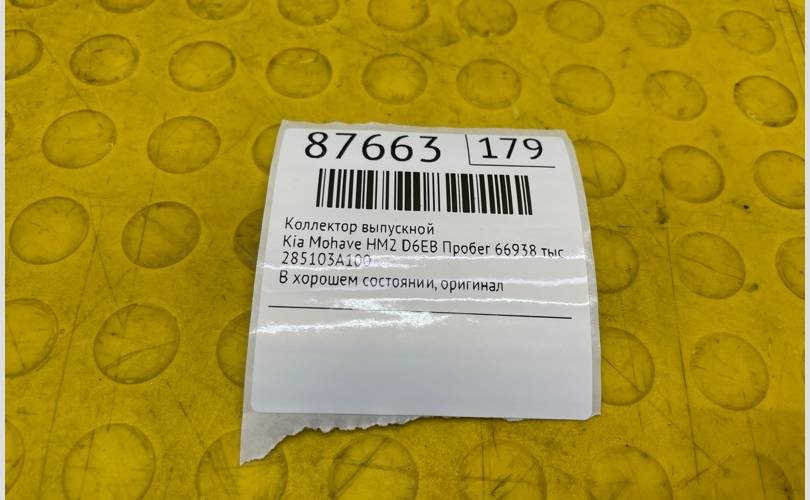 87663 179
Коллектор выпускной
Kia Mohave HM2 D6EB Пробег 66938 тыс
285103A100
В хорошем состоянии, оригинал